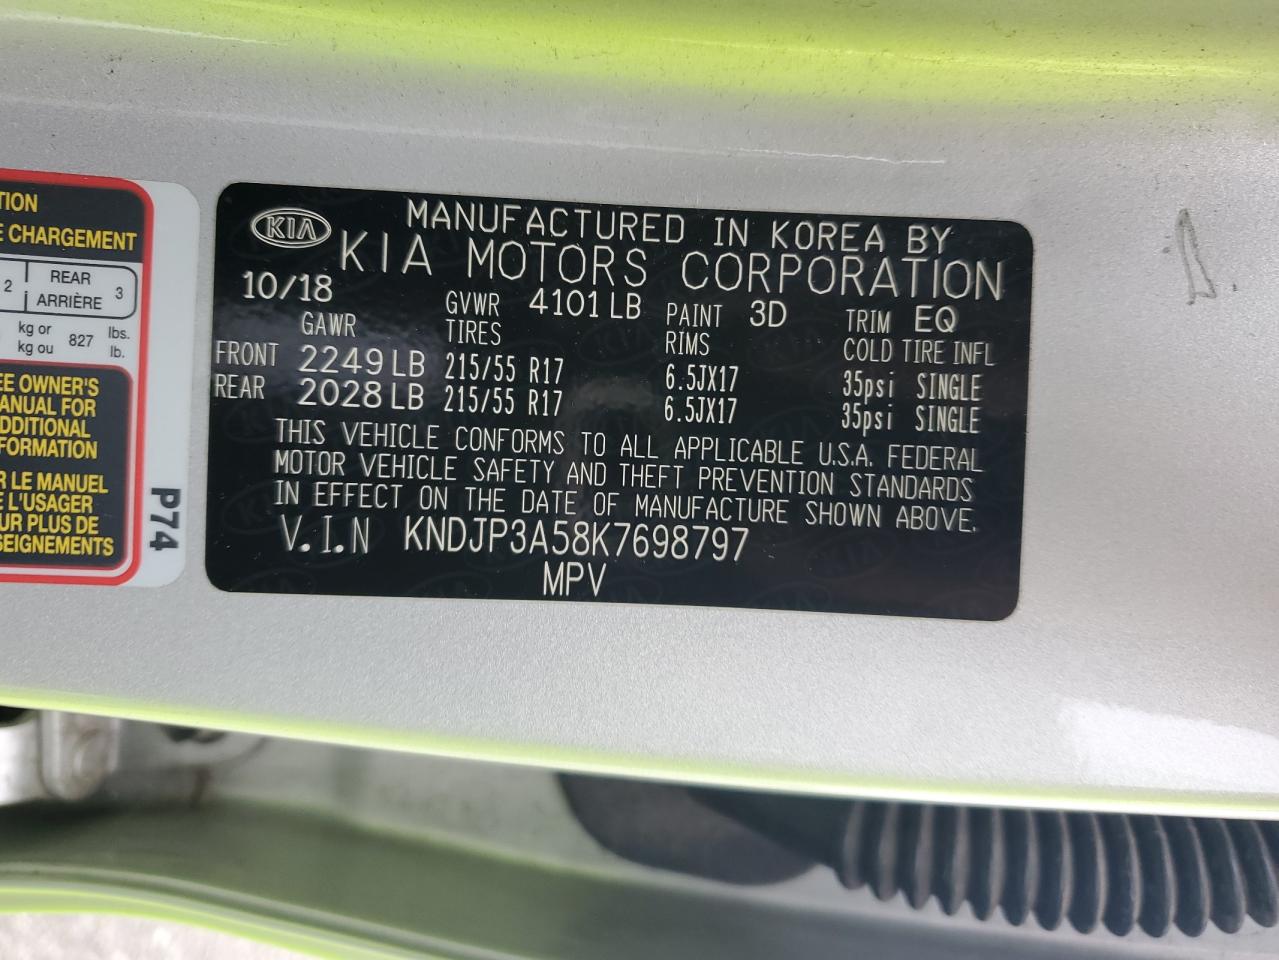 TION
E CHARGEMENT
2 REAR ARRIÈRE 3
kg or kg ou 827 lbs. lb.
EE OWNER'S
ANUAL FOR
DDITIONAL
FORMATION
R LE MANUEL
E L'USAGER
UR PLUS DE
SEIGNEMENTS
P74
KIA MANUFACTURED IN KOREA BY
KIA MOTORS CORPORATION
10/18 GVWR 4101 LB PAINT 3D TRIM EQ
GAWR TIRES RIMS COLD TIRE INFL
FRONT 2249 LB 215/55 R17 6.5JX17 35psi SINGLE
REAR 2028 LB 215/55 R17 6.5JX17 35psi SINGLE
THIS VEHICLE CONFORMS TO ALL APPLICABLE U.S.A. FEDERAL
MOTOR VEHICLE SAFETY AND THEFT PREVENTION STANDARDS
IN EFFECT ON THE DATE OF MANUFACTURE SHOWN ABOVE.
V.I.N KNDJP3A58K7698797
MPV